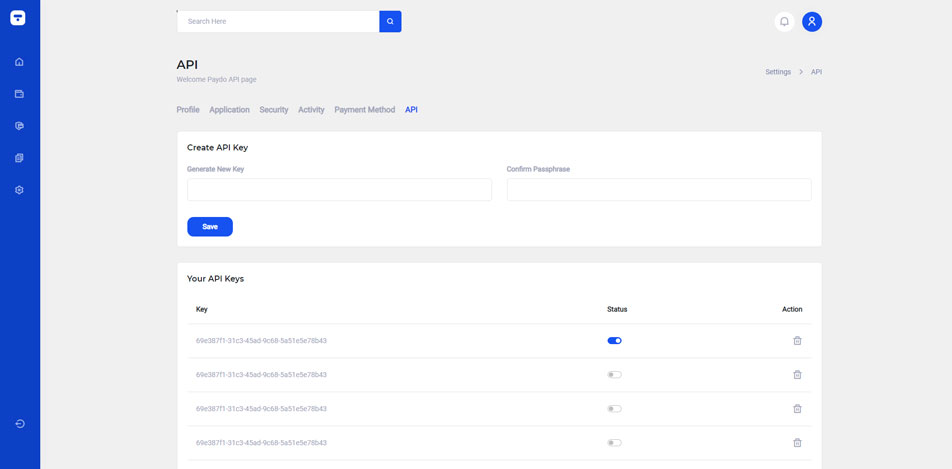 Search Here
API
Welcome Paydo API page
Settings > API
Profile Application Security Activity Payment Method API
Create API Key
Generate New Key Confirm Passphrase
Save
Your API Keys
Key Status Action
69e387f1-31c3-45ad-9c68-5a51e5e78b43
69e387f1-31c3-45ad-9c68-5a51e5e78b43
69e387f1-31c3-45ad-9c68-5a51e5e78b43
69e387f1-31c3-45ad-9c68-5a51e5e78b43